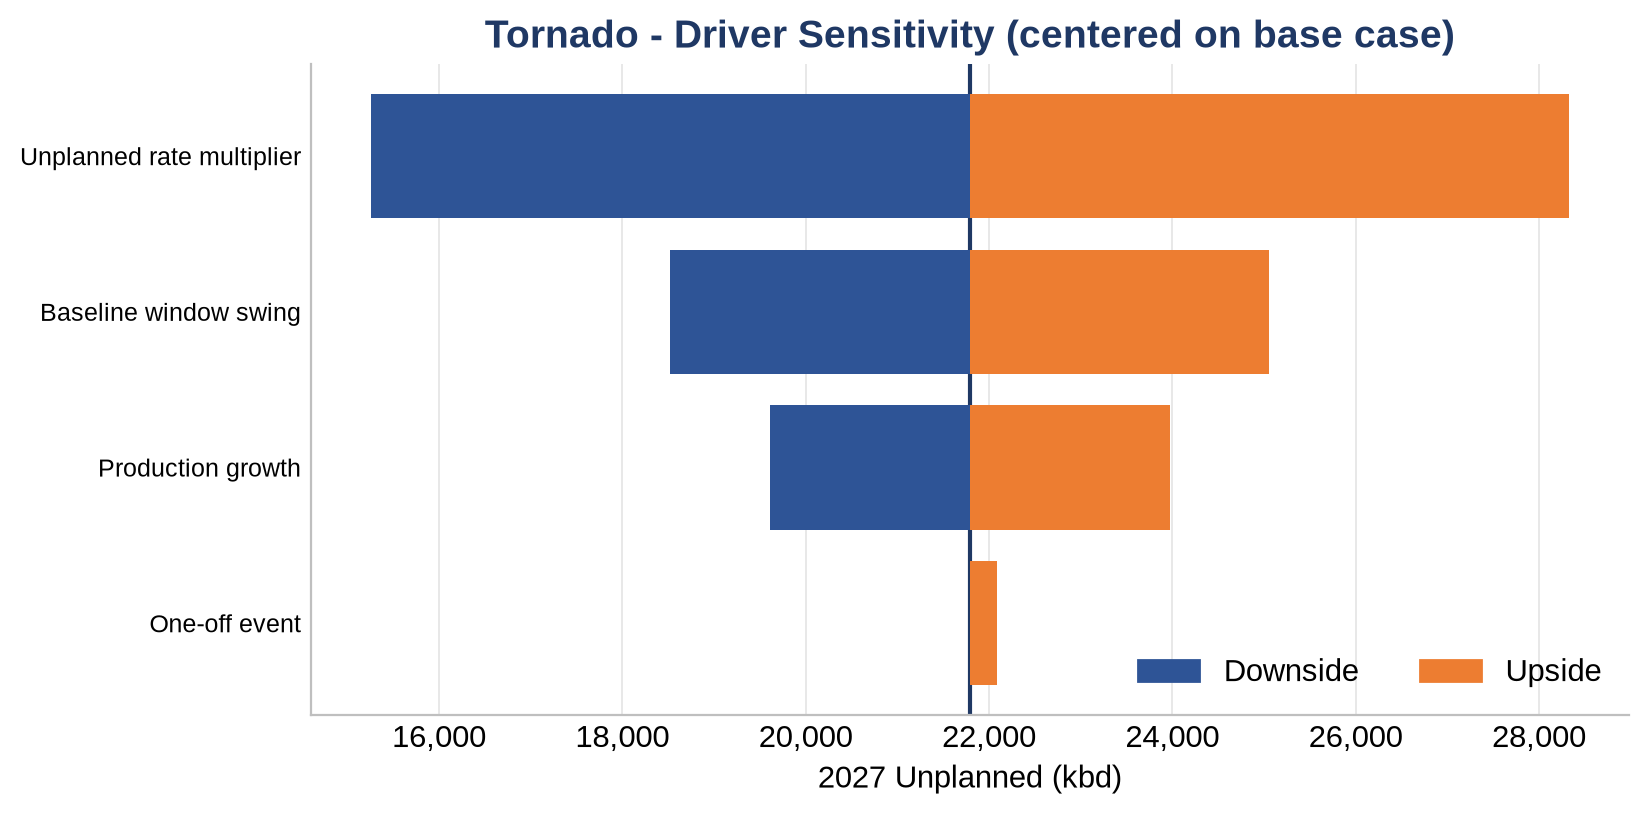 Tornado - Driver Sensitivity (centered on base case)
Unplanned rate multiplier
Baseline window swing
Production growth
One-off event
Downside
Upside
16,000
18,000
20,000
22,000
24,000
26,000
28,000
2027 Unplanned (kbd)